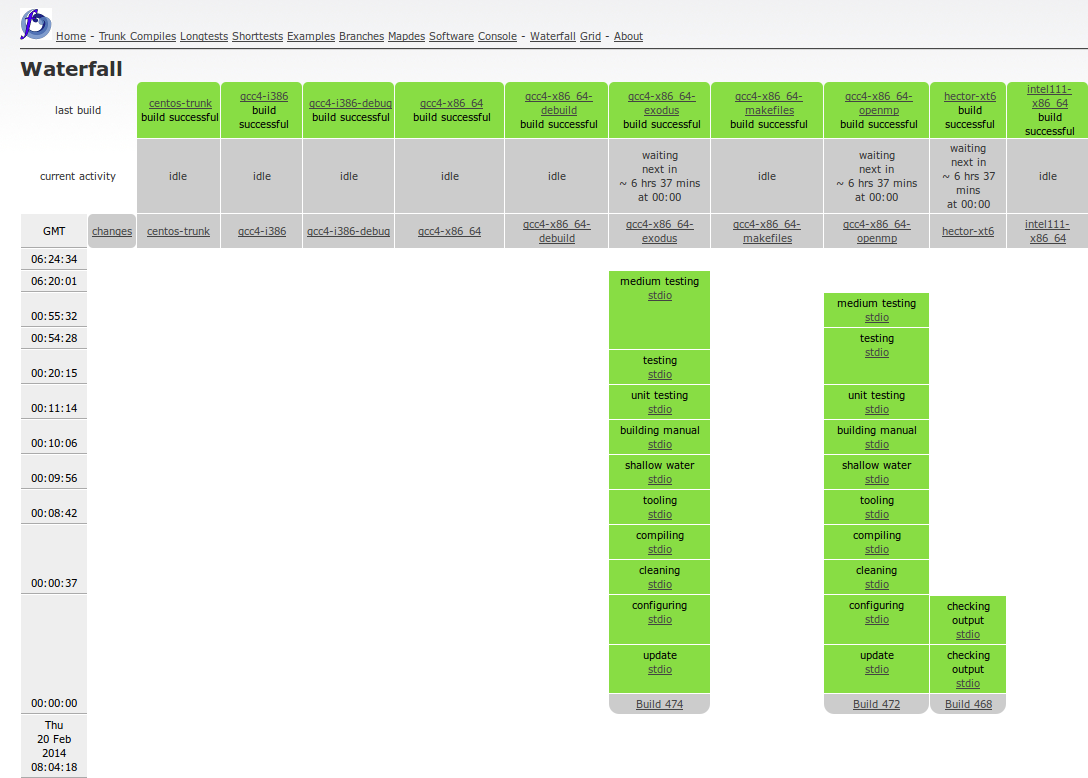 Home - Trunk Compiles Longtests Shorttests Examples Branches Mapdes Software Console - Waterfall Grid - About
Waterfall
last build
centos-trunk
build successful
gcc4-i386
build
successful
gcc4-i386-debug
build successful
gcc4-x86_64
build successful
gcc4-x86_64-
debuild
build successful
gcc4-x86_64-
exodus
build successful
gcc4-x86_64-
makefiles
build successful
gcc4-x86_64-
openmp
build successful
hector-xt6
build
successful
intel111-
x86_64
build
successful
current activity
idle
idle
idle
idle
idle
waiting
next in
~ 6 hrs 37 mins
at 00:00
idle
waiting
next in
~ 6 hrs 37 mins
at 00:00
waiting
next in
~ 6 hrs 37
mins
at 00:00
idle
GMT
changes
centos-trunk
gcc4-i386
gcc4-i386-debug
gcc4-x86_64
gcc4-x86_64-
debuild
gcc4-x86_64-
exodus
gcc4-x86_64-
makefiles
gcc4-x86_64-
openmp
hector-xt6
intel111-
x86_64
06:24:34
06:20:01
medium testing
stdio
00:55:32
medium testing
stdio
00:54:28
testing
stdio
00:20:15
testing
stdio
00:11:14
unit testing
stdio
unit testing
stdio
00:10:06
building manual
stdio
building manual
stdio
00:09:56
shallow water
stdio
shallow water
stdio
00:08:42
tooling
stdio
tooling
stdio
compiling
stdio
compiling
stdio
00:00:37
cleaning
stdio
cleaning
stdio
configuring
stdio
configuring
stdio
checking
output
stdio
update
stdio
update
stdio
checking
output
stdio
00:00:00
Build 474
Build 472
Build 468
Thu
20 Feb
2014
08:04:18